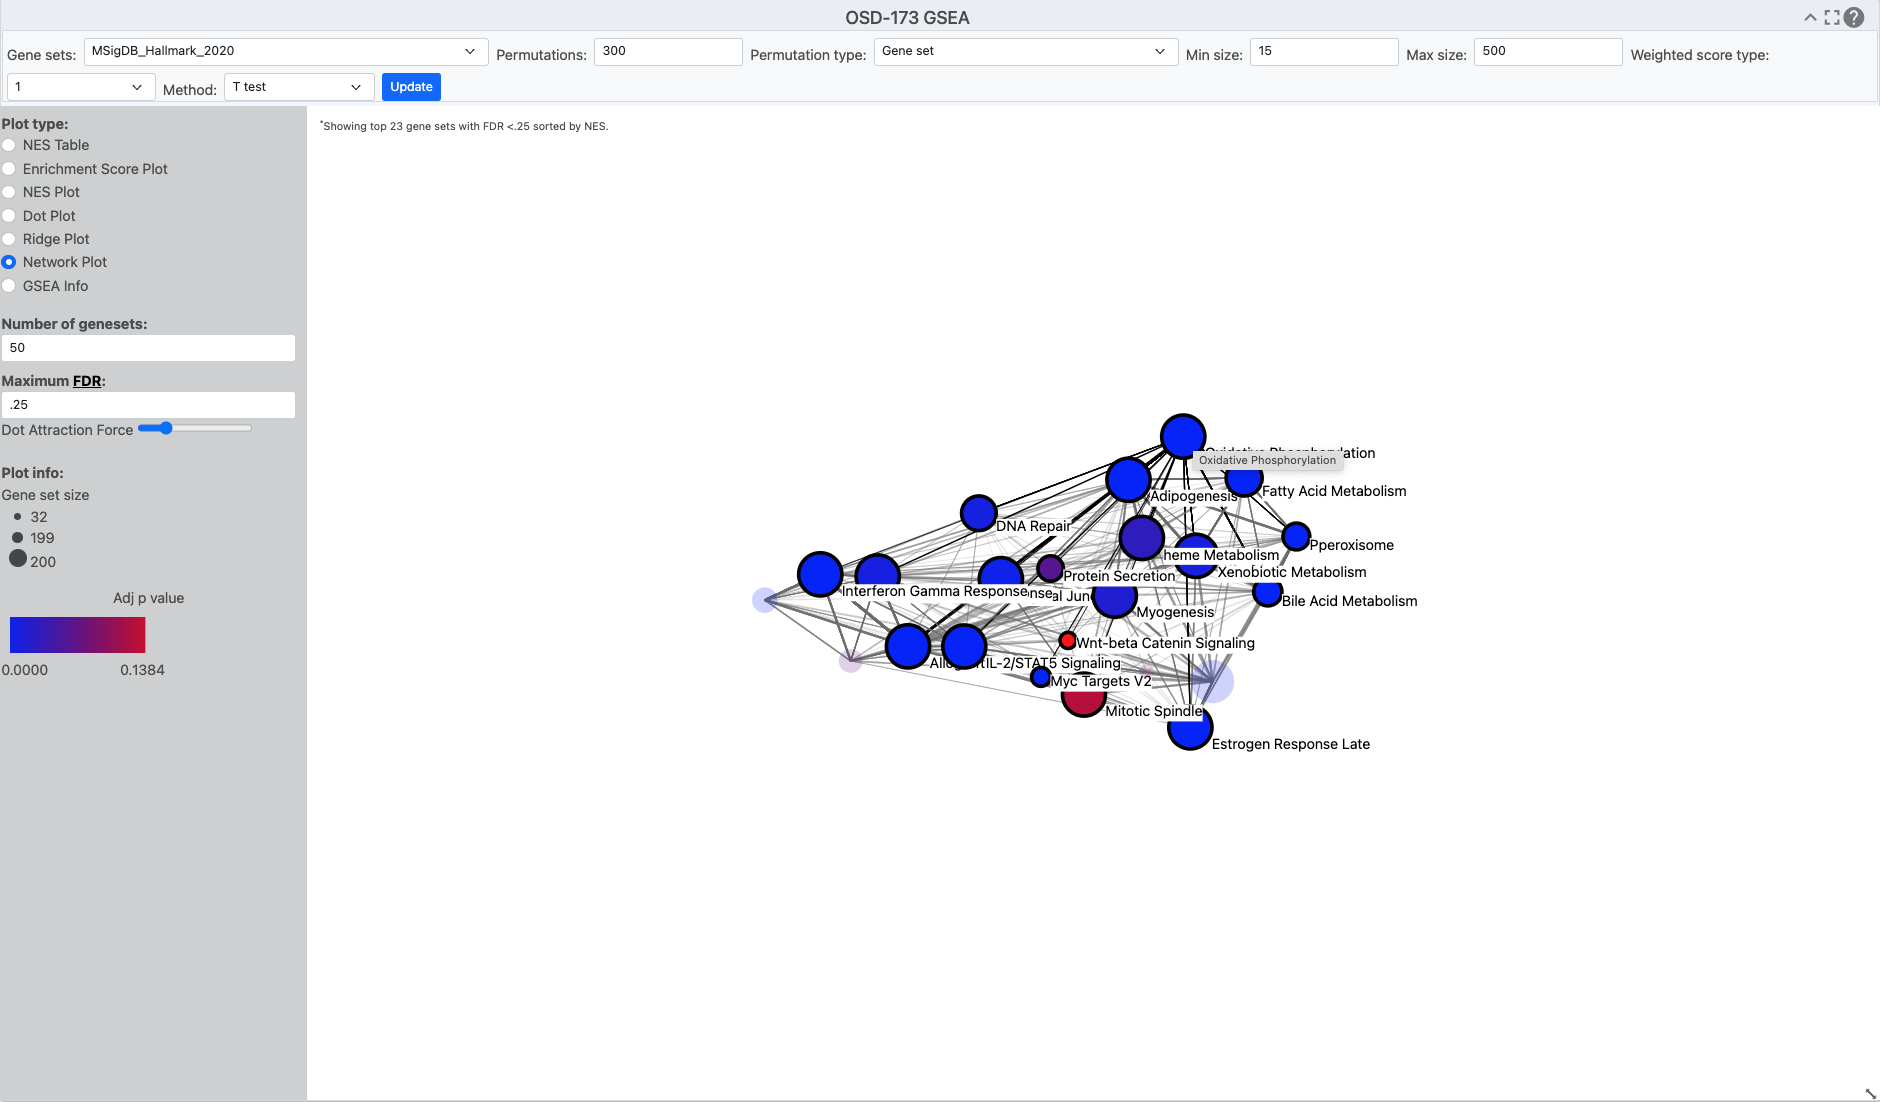 OSD-173 GSEA
?
Gene sets: MSigDB_Hallmark_2020 Permutations: 300 Permutation type: Gene set Min size: 15 Max size: 500 Weighted score type:
1 Method: T test Update
Plot type:
NES Table
Enrichment Score Plot
NES Plot
Dot Plot
Ridge Plot
Network Plot
GSEA Info
Number of genesets:
50
Maximum FDR:
.25
Dot Attraction Force
Plot info:
Gene set size
32
199
200
Adj p value
0.0000 0.1384
*Showing top 23 gene sets with FDR <.25 sorted by NES.
Oxidative Phosphorylation
Oxidative Phosphorylation
Fatty Acid Metabolism
Adipogenesis
DNA Repair
Pperoxisome
heme Metabolism
Xenobiotic Metabolism
Protein Secretion
Interferon Gamma Response
Bile Acid Metabolism
Myogenesis
Wnt-beta Catenin Signaling
IL-2/STAT5 Signaling
Myc Targets V2
Mitotic Spindle
Estrogen Response Late